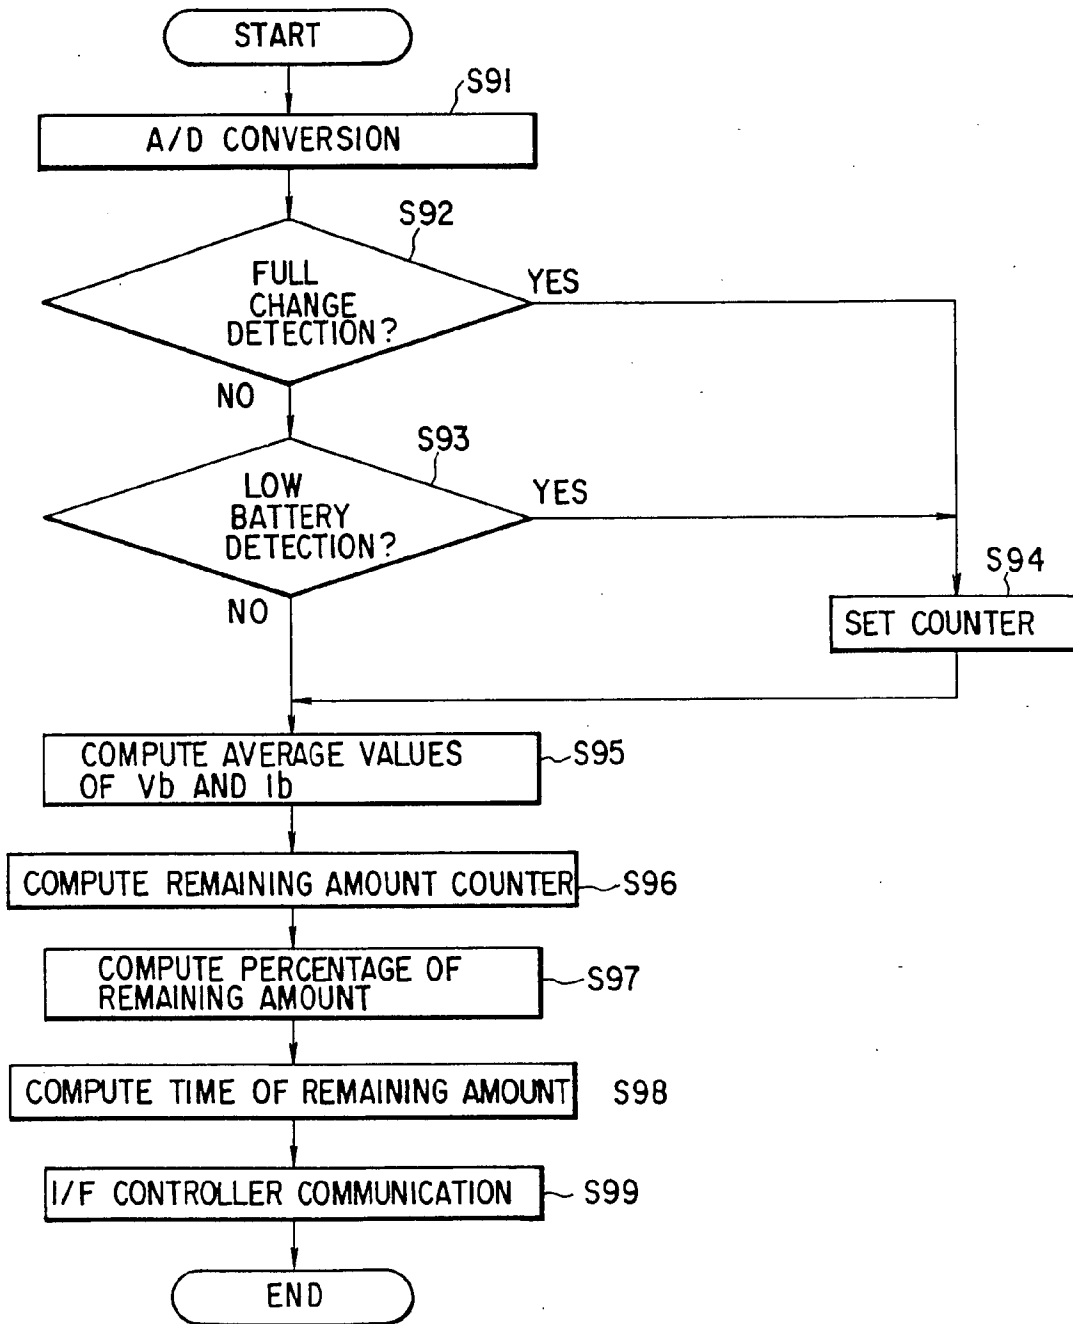 START
S91
A/D CONVERSION
S92
FULL
CHANGE
DETECTION?
YES
NO
S93
LOW
BATTERY
DETECTION?
YES
NO
S94
SET COUNTER
COMPUTE AVERAGE VALUES
OF Vb AND Ib
S95
COMPUTE REMAINING AMOUNT COUNTER
S96
COMPUTE PERCENTAGE OF
REMAINING AMOUNT
S97
COMPUTE TIME OF REMAINING AMOUNT
S98
I/F CONTROLLER COMMUNICATION
S99
END